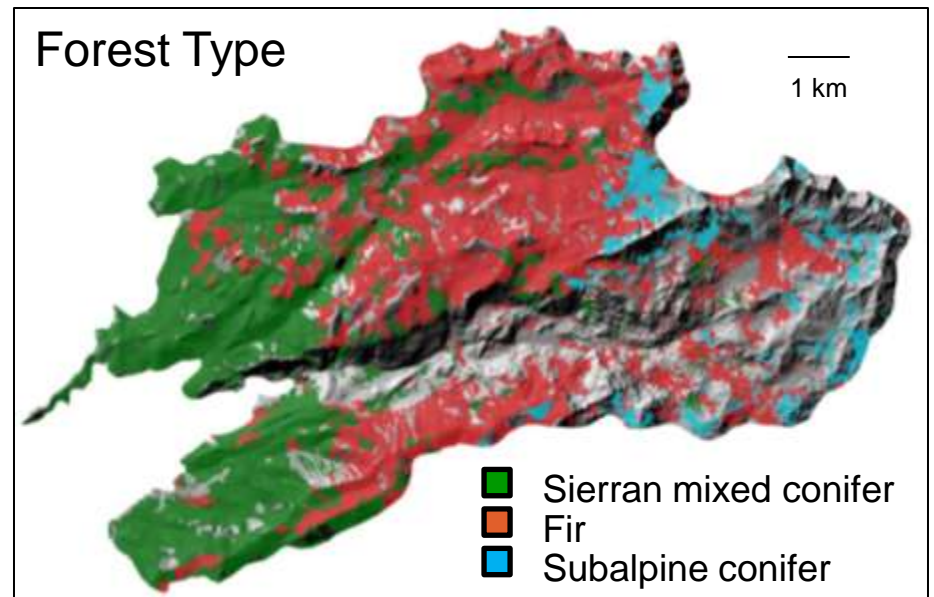 Forest Type
1 km
Sierran mixed conifer
Fir
Subalpine conifer